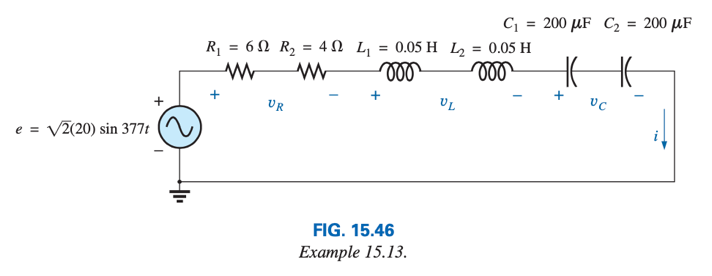 C₁ = 200 μF C₂ = 200 μF
R₁ = 6 Ω R₂ = 4 Ω L₁ = 0.05 H L₂ = 0.05 H
+ − + − + −
+ v_R v_L v_C
e = √2(20) sin 377t
i
−
FIG. 15.46
Example 15.13.